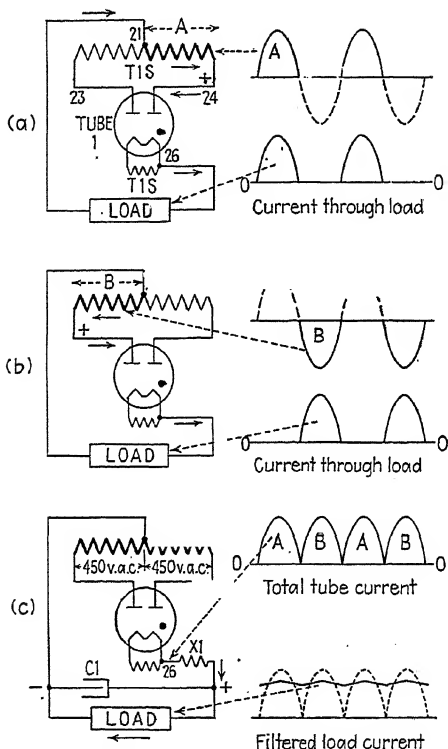 A
21
T1S
+
23
24
(a)
TUBE
1
26
T1S
LOAD
A
0
0
Current through load
B
+
(b)
LOAD
B
0
0
Current through load
450v.a.c.
450v.a.c.
(c)
X1
26
C1
-
+
LOAD
A
B
A
B
0
0
Total tube current
Filtered load current